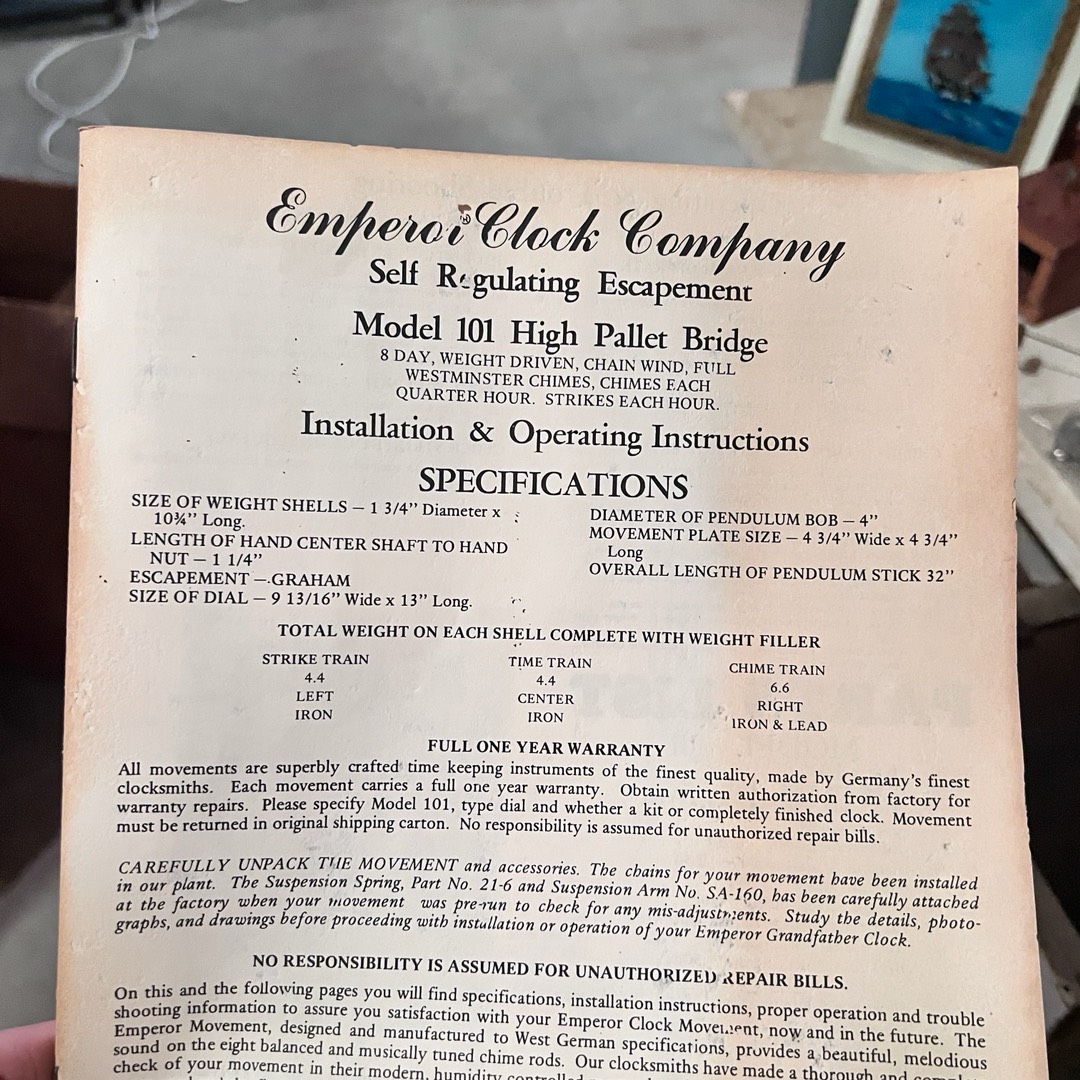 Emperor® Clock Company
Self Regulating Escapement
Model 101 High Pallet Bridge
8 DAY, WEIGHT DRIVEN, CHAIN WIND, FULL
WESTMINSTER CHIMES, CHIMES EACH
QUARTER HOUR. STRIKES EACH HOUR.
Installation & Operating Instructions
SPECIFICATIONS
SIZE OF WEIGHT SHELLS — 1 3/4” Diameter x
10¾” Long.
LENGTH OF HAND CENTER SHAFT TO HAND
NUT — 1 1/4”
ESCAPEMENT — GRAHAM
SIZE OF DIAL — 9 13/16” Wide x 13” Long.
DIAMETER OF PENDULUM BOB — 4”
MOVEMENT PLATE SIZE — 4 3/4” Wide x 4 3/4”
Long
OVERALL LENGTH OF PENDULUM STICK 32”
TOTAL WEIGHT ON EACH SHELL COMPLETE WITH WEIGHT FILLER
STRIKE TRAIN
4.4
LEFT
IRON
TIME TRAIN
4.4
CENTER
IRON
CHIME TRAIN
6.6
RIGHT
IRON & LEAD
FULL ONE YEAR WARRANTY
All movements are superbly crafted time keeping instruments of the finest quality, made by Germany’s finest
clocksmiths. Each movement carries a full one year warranty. Obtain written authorization from factory for
warranty repairs. Please specify Model 101, type dial and whether a kit or completely finished clock. Movement
must be returned in original shipping carton. No responsibility is assumed for unauthorized repair bills.
CAREFULLY UNPACK THE MOVEMENT and accessories. The chains for your movement have been installed
in our plant. The Suspension Spring, Part No. 21-6 and Suspension Arm No. SA-160, has been carefully attached
at the factory when your movement was pre-run to check for any mis-adjustments. Study the details, photo-
graphs, and drawings before proceeding with installation or operation of your Emperor Grandfather Clock.
NO RESPONSIBILITY IS ASSUMED FOR UNAUTHORIZED REPAIR BILLS.
On this and the following pages you will find specifications, installation instructions, proper operation and trouble
shooting information to assure you satisfaction with your Emperor Clock Movement, now and in the future. The
Emperor Movement, designed and manufactured to West German specifications, provides a beautiful, melodious
sound on the eight balanced and musically tuned chime rods. Our clocksmiths have made a thorough and
check of your movement in their modern, humidity